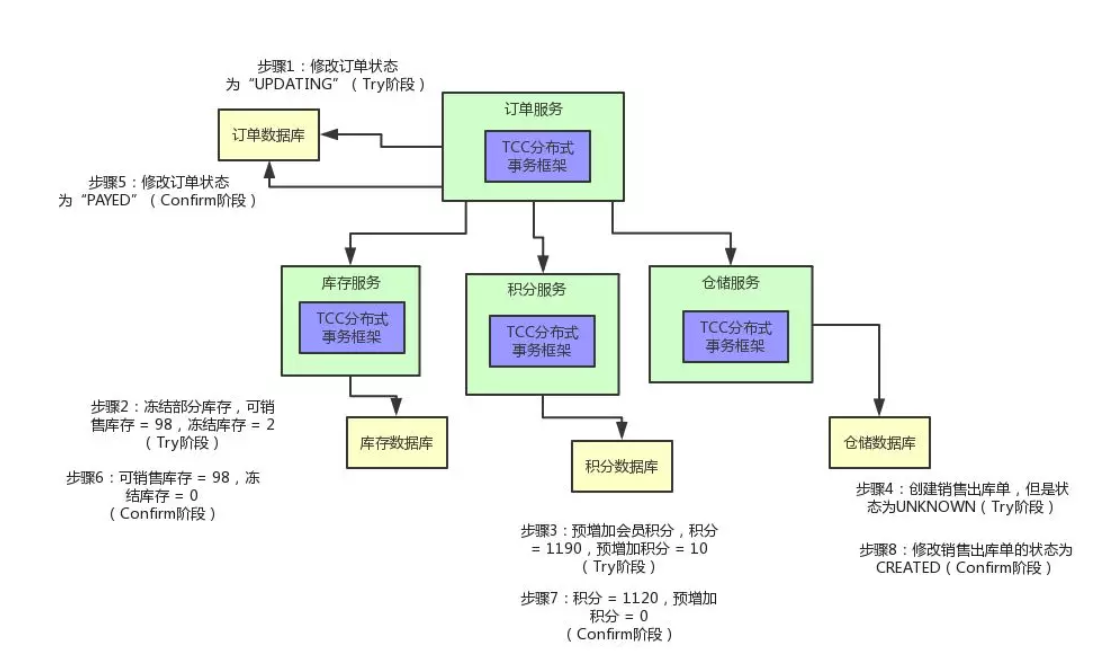 步骤1：修改订单状态
为“UPDATING”（Try阶段）
订单服务
订单数据库
TCC分布式
事务框架
步骤5：修改订单状态
为“PAYED”（Confirm阶段）
库存服务
TCC分布式
事务框架
积分服务
TCC分布式
事务框架
仓储服务
TCC分布式
事务框架
步骤2：冻结部分库存，可销
售库存 = 98，冻结库存 = 2
（Try阶段）
库存数据库
步骤6：可销售库存 = 98，冻
结库存 = 0
（Confirm阶段）
积分数据库
步骤3：预增加会员积分，积分
= 1190，预增加积分 = 10
（Try阶段）
步骤7：积分 = 1120，预增加
积分 = 0
（Confirm阶段）
仓储数据库
步骤4：创建销售出库单，但是状
态为UNKNOWN（Try阶段）
步骤8：修改销售出库单的状态为
CREATED（Confirm阶段）